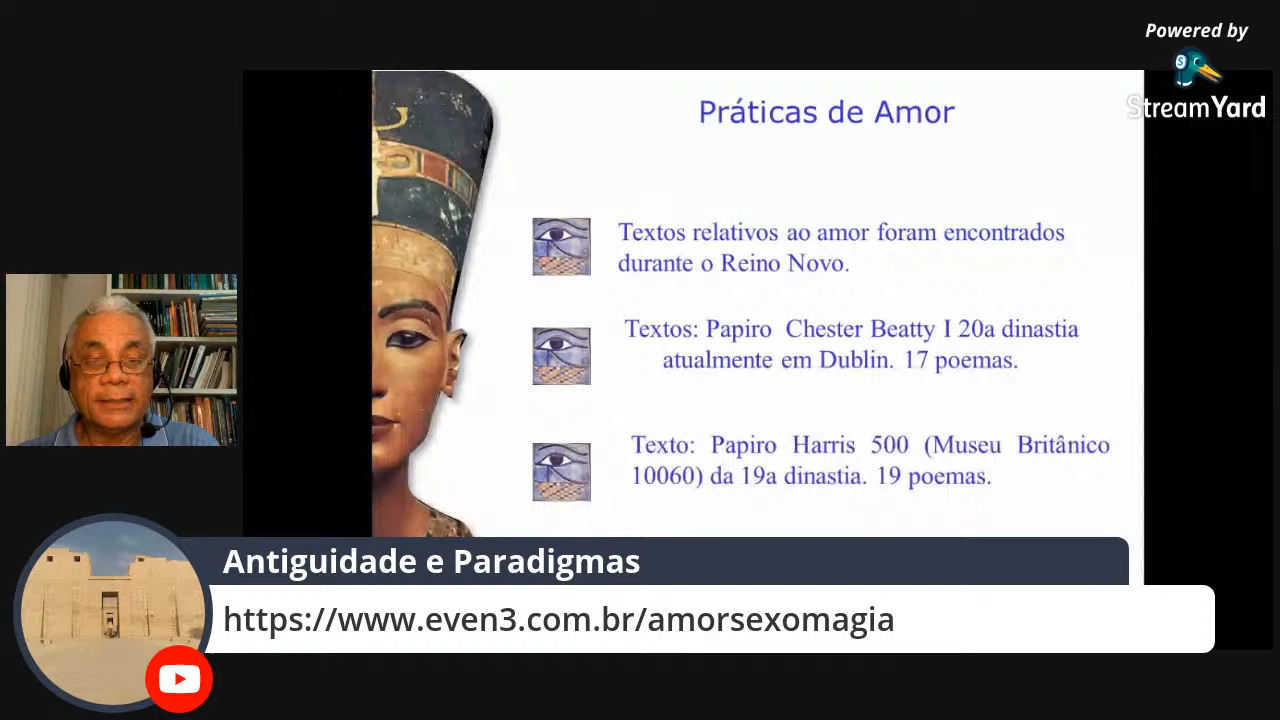 Powered by
StreamYard
Práticas de Amor
Textos relativos ao amor foram encontrados
durante o Reino Novo.
Textos: Papiro Chester Beatty I 20a dinastia
atualmente em Dublin. 17 poemas.
Texto: Papiro Harris 500 (Museu Britânico
10060) da 19a dinastia. 19 poemas.
Antiguidade e Paradigmas
https://www.even3.com.br/amorsexomagia